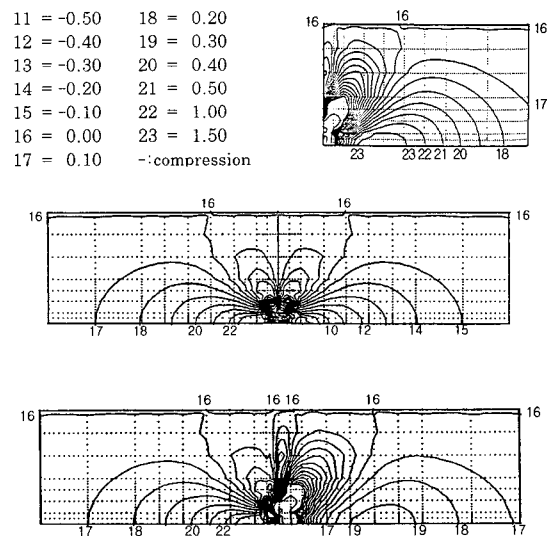 11 = -0.50 18 = 0.20
12 = -0.40 19 = 0.30
13 = -0.30 20 = 0.40
14 = -0.20 21 = 0.50
15 = -0.10 22 = 1.00
16 = 0.00 23 = 1.50
17 = 0.10 -:compression
16 16 16
17
23 23 22 21 20 18
16 16 16 16
17 18 20 22 10 12 14 15
16 16 16 16 16 16
17 18 20 22 17 19 19 18 17